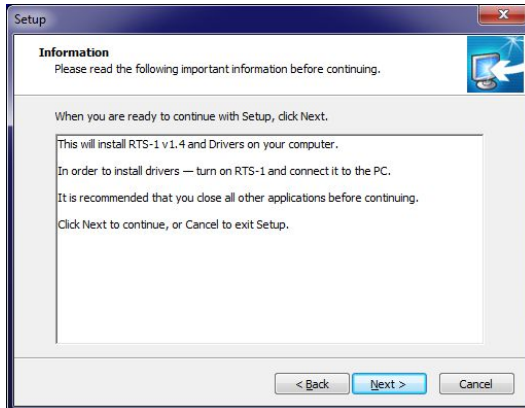 Setup
Information
Please read the following important information before continuing.
When you are ready to continue with Setup, click Next.
This will install RTS-1 v1.4 and Drivers on your computer.
In order to install drivers — turn on RTS-1 and connect it to the PC.
It is recommended that you close all other applications before continuing.
Click Next to continue, or Cancel to exit Setup.
< Back Next > Cancel